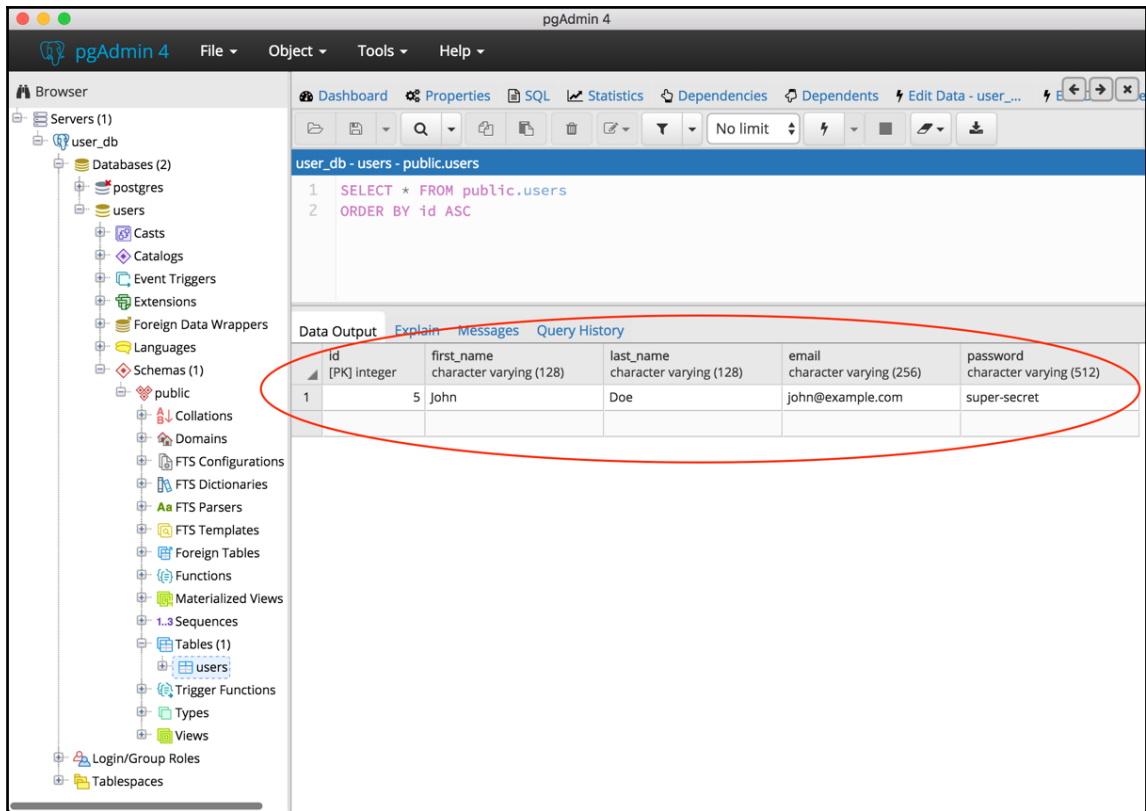 pgAdmin 4
pgAdmin 4 File Object Tools Help
Browser
Servers (1)
user_db
Databases (2)
postgres
users
Casts
Catalogs
Event Triggers
Extensions
Foreign Data Wrappers
Languages
Schemas (1)
public
Collations
Domains
FTS Configurations
FTS Dictionaries
Aa FTS Parsers
FTS Templates
Foreign Tables
Functions
Materialized Views
1..3 Sequences
Tables (1)
users
Trigger Functions
Types
Views
Login/Group Roles
Tablespaces
Dashboard Properties SQL Statistics Dependencies Dependents Edit Data - user_...
No limit
user_db - users - public.users
1 SELECT * FROM public.users
2 ORDER BY id ASC
Data Output Explain Messages Query History
id first_name last_name email password
[PK] integer character varying (128) character varying (128) character varying (256) character varying (512)
1 5 John Doe john@example.com super-secret